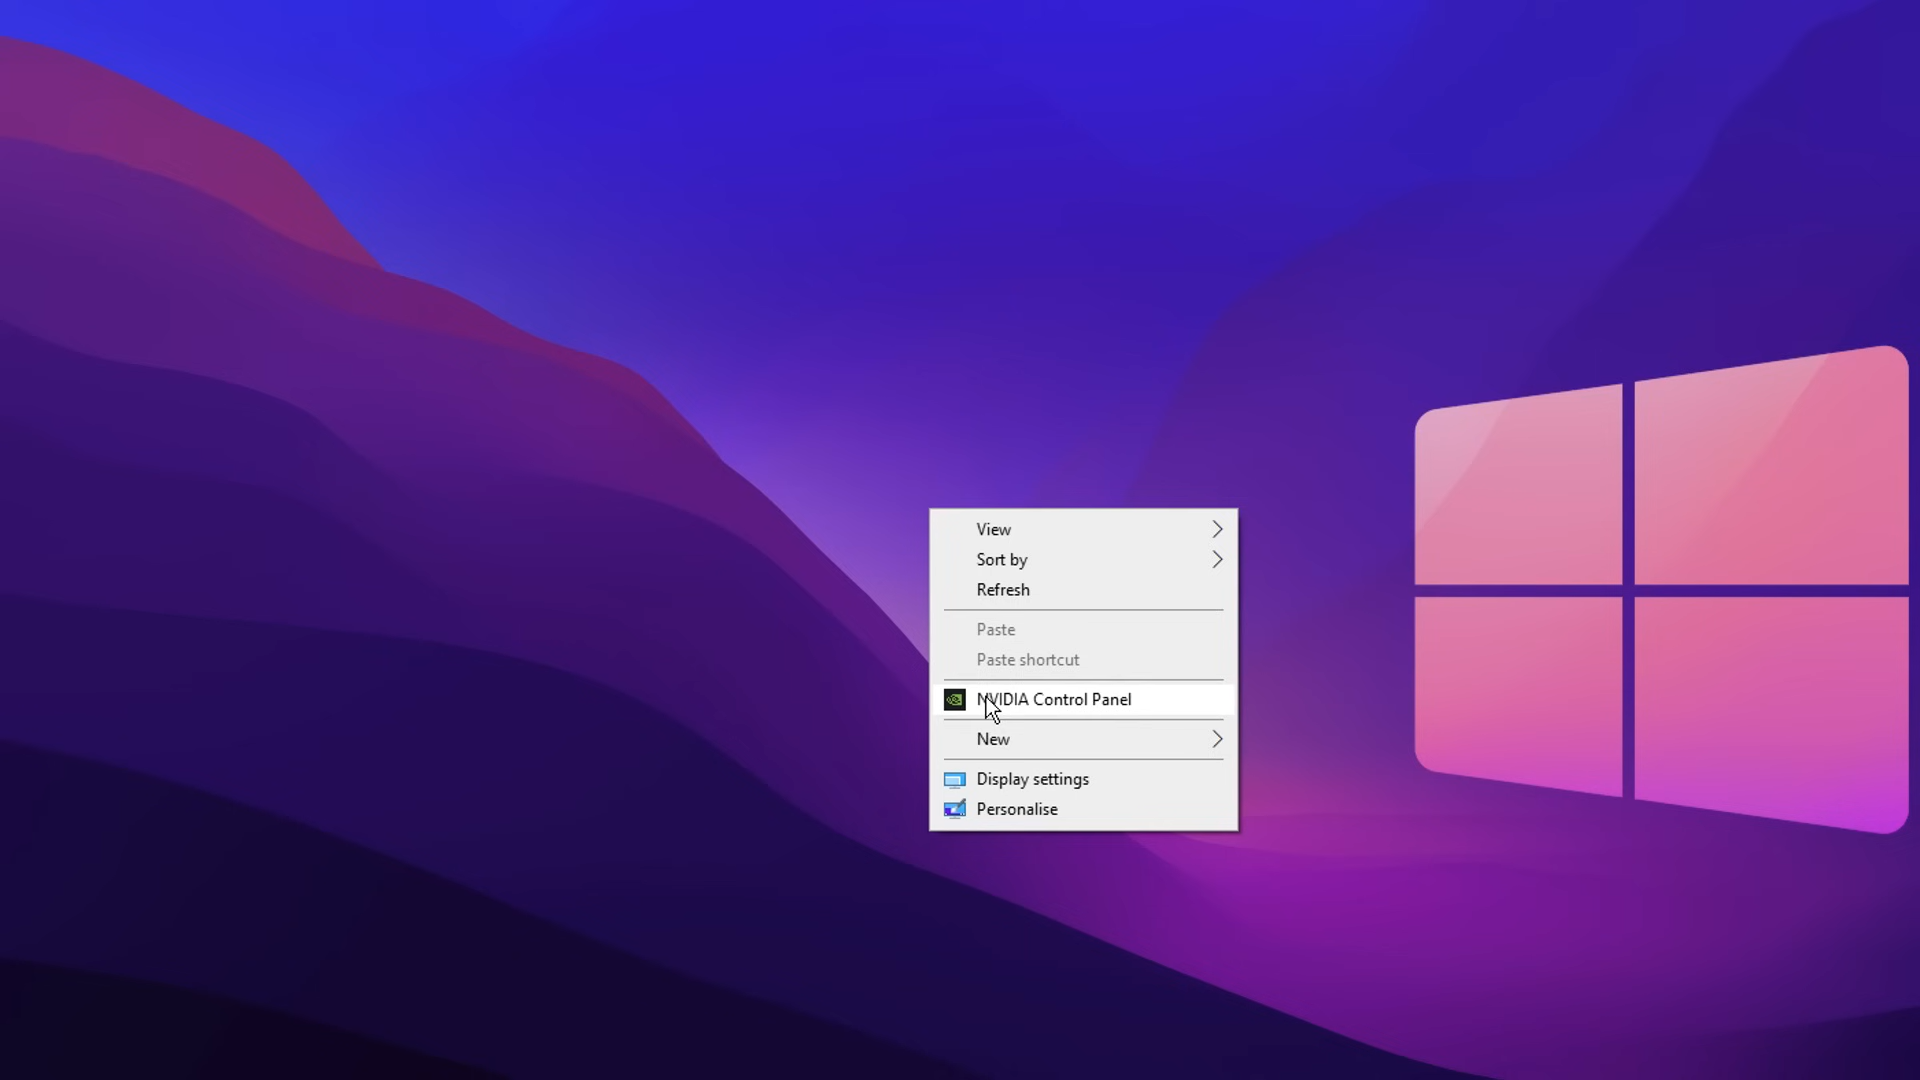 View
Sort by
Refresh
Paste
Paste shortcut
NVIDIA Control Panel
New
Display settings
Personalise